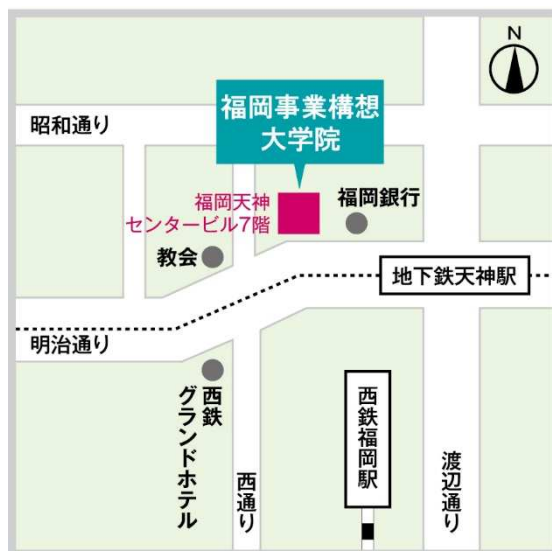 N
昭和通り
福岡事業構想
大学院
福岡天神
センタービル7階
福岡銀行
教会
地下鉄天神駅
明治通り
西鉄
グランドホテル
西通り
西鉄福岡駅
渡辺通り